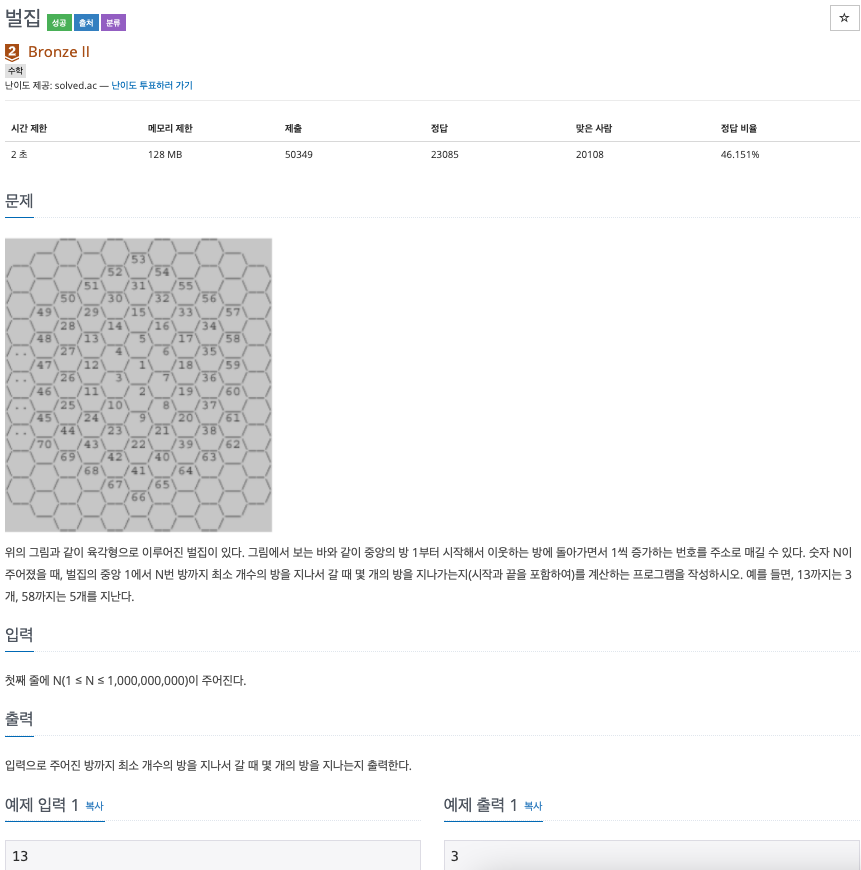 벌집 성공 출처 분류
☆
2 Bronze II
수학
난이도 제공: solved.ac — 난이도 투표하러 가기
시간 제한 메모리 제한 제출 정답 맞은 사람 정답 비율
2 초 128 MB 50349 23085 20108 46.151%
문제
53
52 54
51 31 55
50 30 32 56
49 29 15 33 57
28 14 16 34
48 13 5 17 58
.. 27 4 6 35
47 12 1 18 59
.. 26 3 7 36
46 11 2 19 60
.. 25 10 8 37
45 24 9 20 61
.. 44 23 21 38
70 43 22 39 62
69 42 40 63
68 41 64
67 65
66
위의 그림과 같이 육각형으로 이루어진 벌집이 있다. 그림에서 보는 바와 같이 중앙의 방 1부터 시작해서 이웃하는 방에 돌아가면서 1씩 증가하는 번호를 주소로 매길 수 있다. 숫자 N이
주어졌을 때, 벌집의 중앙 1에서 N번 방까지 최소 개수의 방을 지나서 갈 때 몇 개의 방을 지나가는지(시작과 끝을 포함하여)를 계산하는 프로그램을 작성하시오. 예를 들면, 13까지는 3
개, 58까지는 5개를 지난다.
입력
첫째 줄에 N(1 ≤ N ≤ 1,000,000,000)이 주어진다.
출력
입력으로 주어진 방까지 최소 개수의 방을 지나서 갈 때 몇 개의 방을 지나는지 출력한다.
예제 입력 1 복사
13
예제 출력 1 복사
3